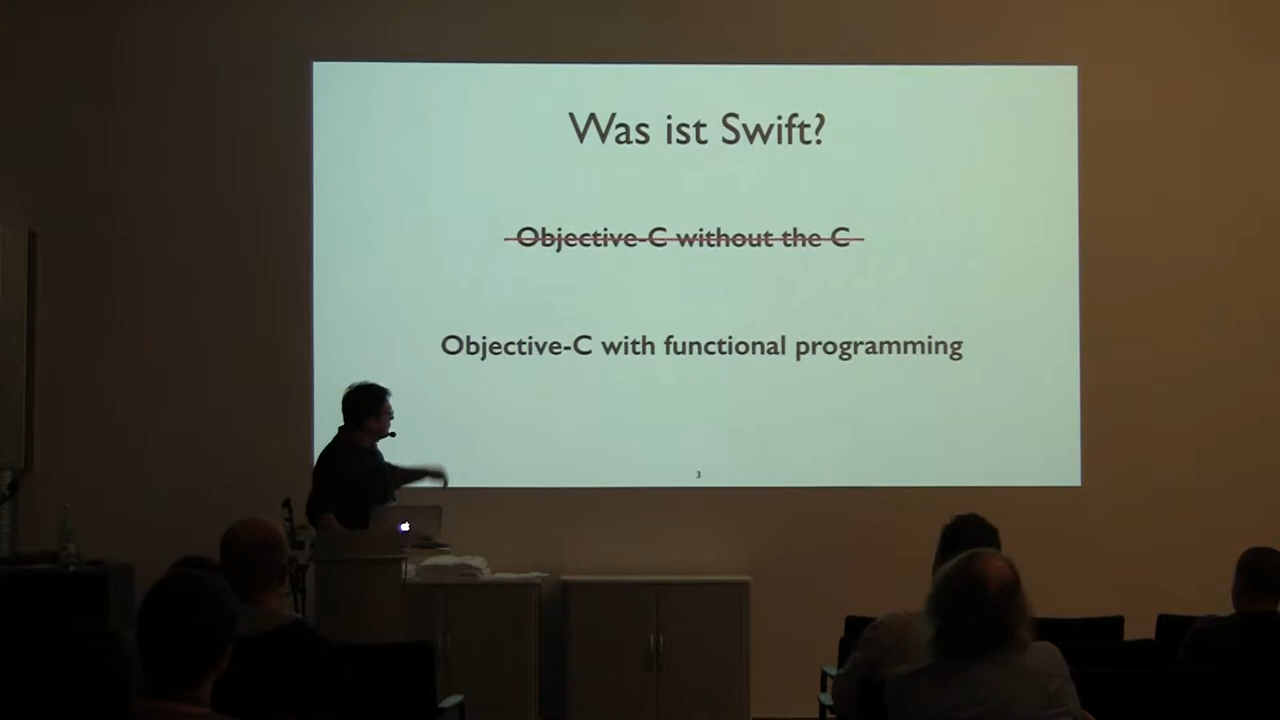 Was ist Swift?
Objective-C without the C
Objective-C with functional programming
3